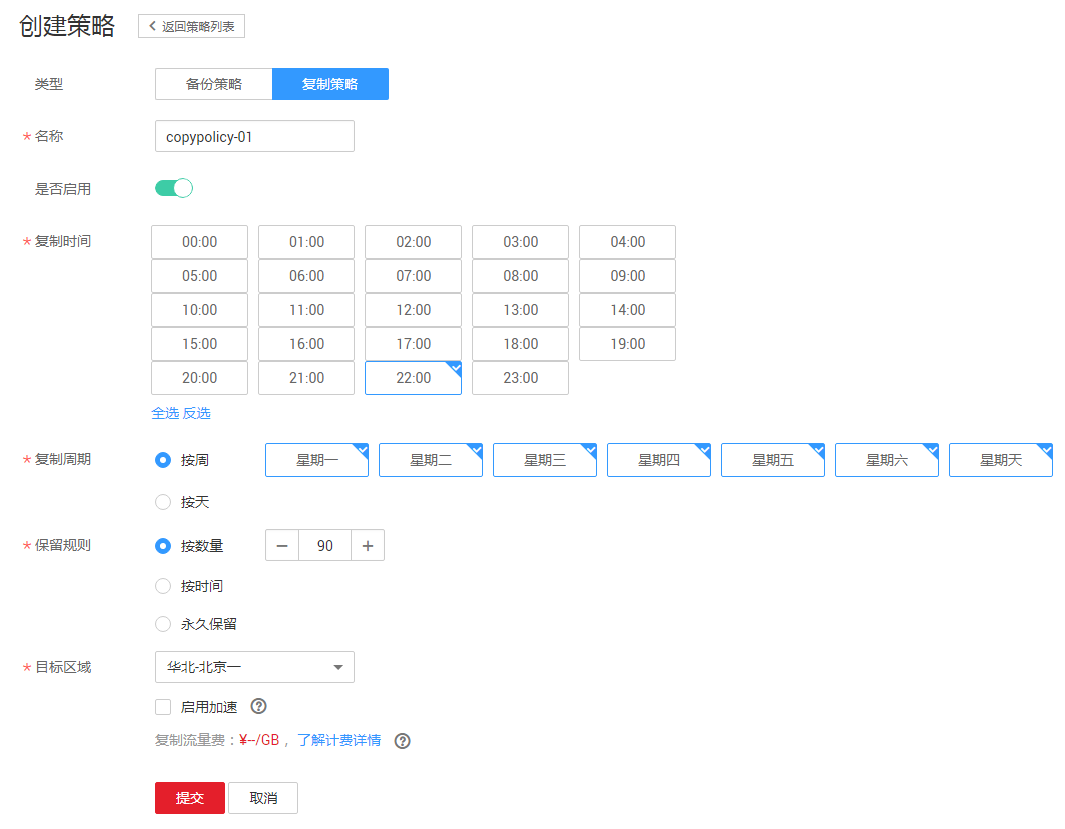 创建策略 返回策略列表
类型 备份策略 复制策略
* 名称 copypolicy-01
是否启用
* 复制时间 00:00 01:00 02:00 03:00 04:00
05:00 06:00 07:00 08:00 09:00
10:00 11:00 12:00 13:00 14:00
15:00 16:00 17:00 18:00 19:00
20:00 21:00 22:00 23:00
全选 反选
* 复制周期 按周 星期一 星期二 星期三 星期四 星期五 星期六 星期天
按天
* 保留规则 按数量 − 90 +
按时间
永久保留
* 目标区域 华北-北京一
启用加速 ?
复制流量费：¥--/GB，了解计费详情 ?
提交 取消